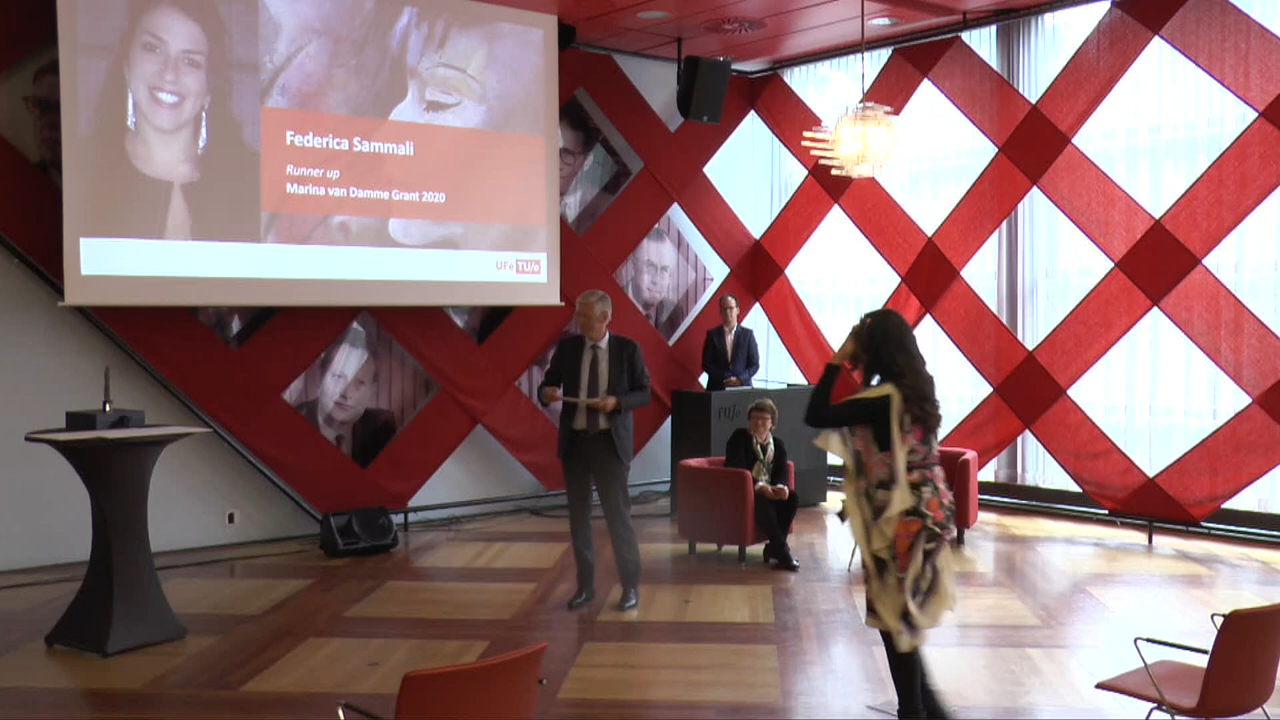 Federica Sammali
Runner up
Marina van Damme Grant 2020
UFe TU/e
TU/e